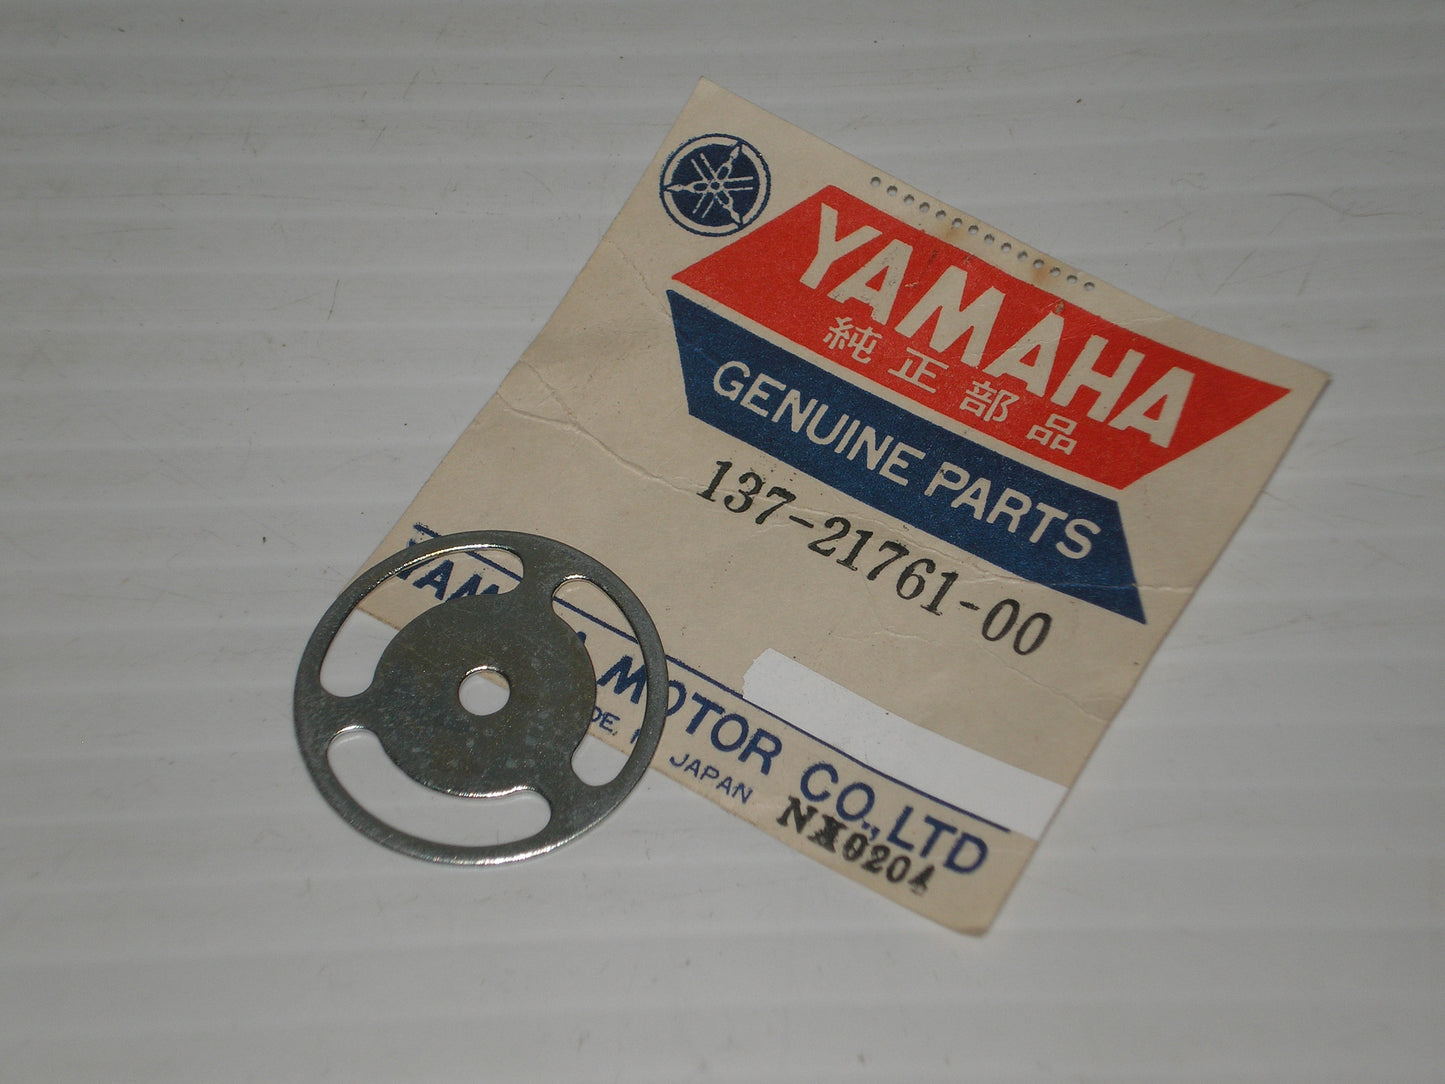 YAMAHA
純正部品
GENUINE PARTS
137-21761-00
MOTOR CO., LTD
JAPAN